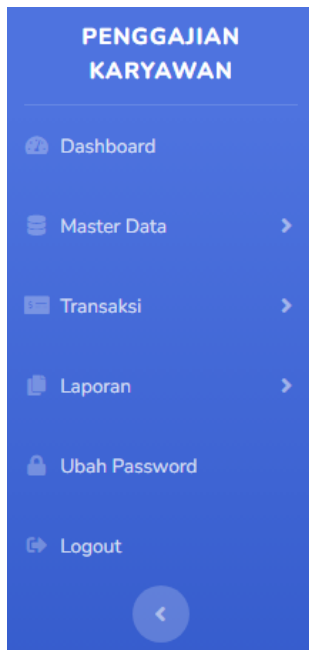 PENGGAJIAN
KARYAWAN
Dashboard
Master Data
Transaksi
Laporan
Ubah Password
Logout